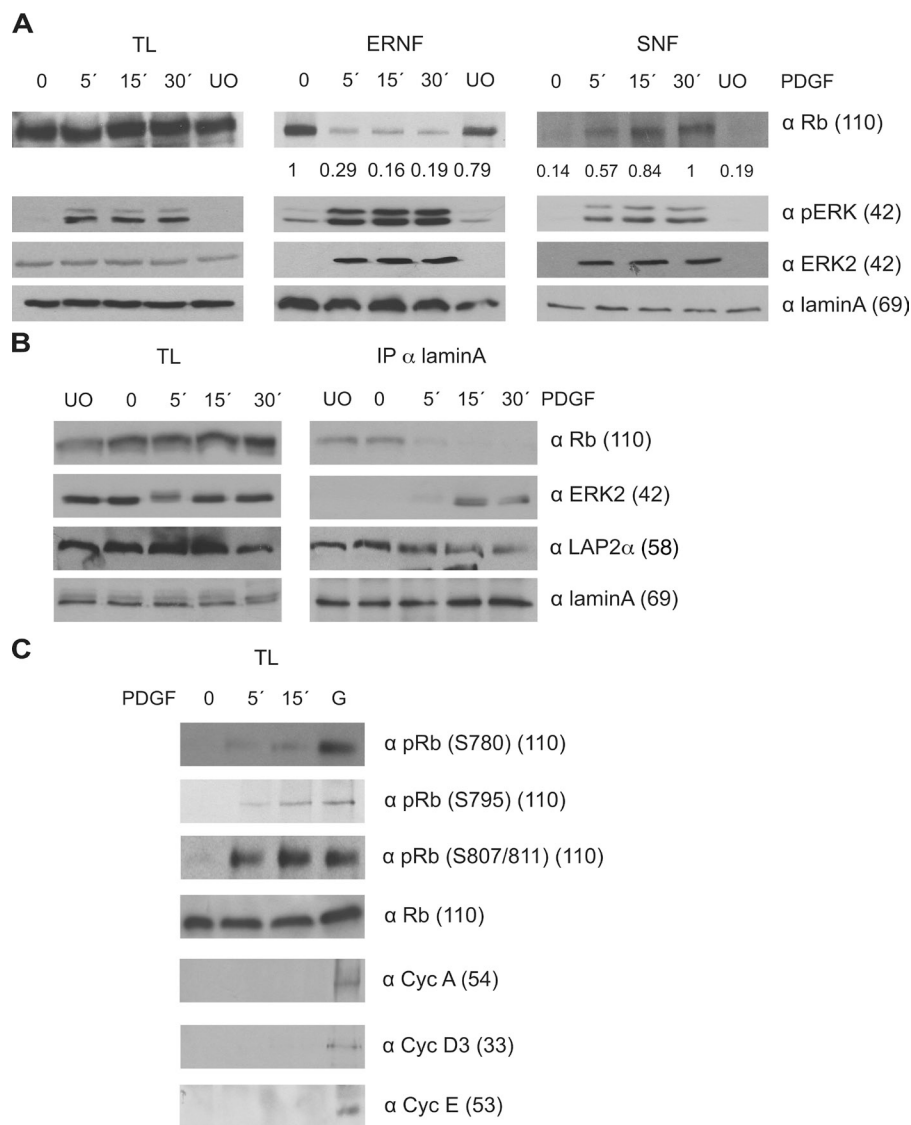 A
TL ERNF SNF
0 5´ 15´ 30´ UO 0 5´ 15´ 30´ UO 0 5´ 15´ 30´ UO PDGF
α Rb (110)
1 0.29 0.16 0.19 0.79 0.14 0.57 0.84 1 0.19
α pERK (42)
α ERK2 (42)
α laminA (69)
B
TL IP α laminA
UO 0 5´ 15´ 30´ UO 0 5´ 15´ 30´ PDGF
α Rb (110)
α ERK2 (42)
α LAP2α (58)
α laminA (69)
C
TL
PDGF 0 5´ 15´ G
α pRb (S780) (110)
α pRb (S795) (110)
α pRb (S807/811) (110)
α Rb (110)
α Cyc A (54)
α Cyc D3 (33)
α Cyc E (53)